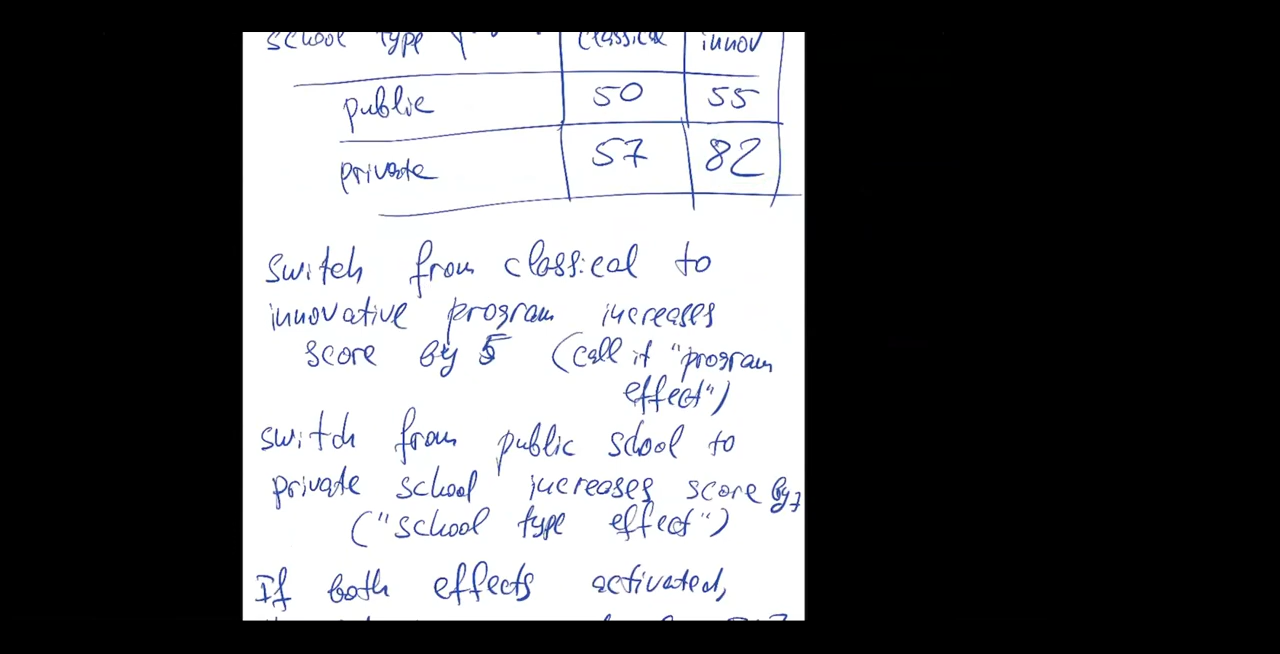 school type
classical innov
public 50 55
private 57 82
switch from classical to
innovative program increases
score by 5 (call it "program
effect")
switch from public school to
private school increases score by 7
("school type effect")
If both effects activated,